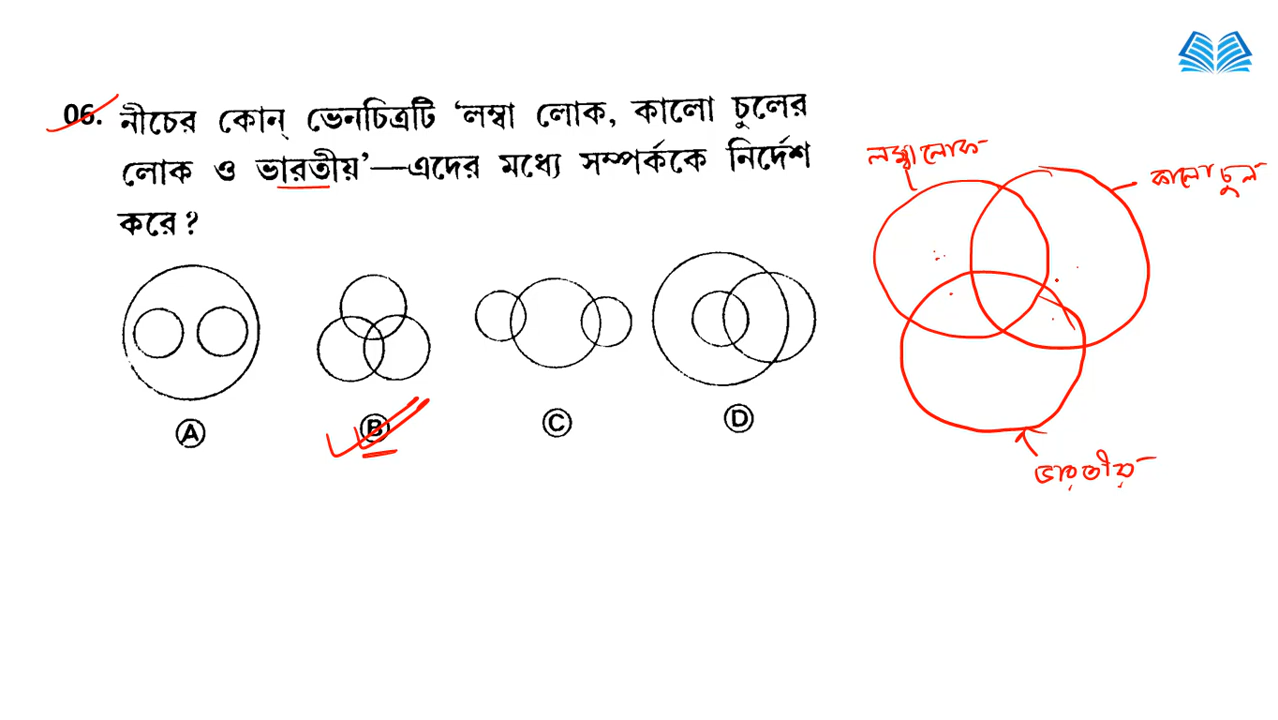 06. নীচের কোন্ ভেনচিত্রটি ‘লম্বা লোক, কালো চুলের
লোক ও ভারতীয়’—এদের মধ্যে সম্পর্ককে নির্দেশ
করে?
লম্বা লোক
কালো চুল
A
B
C
D
ভারতীয়